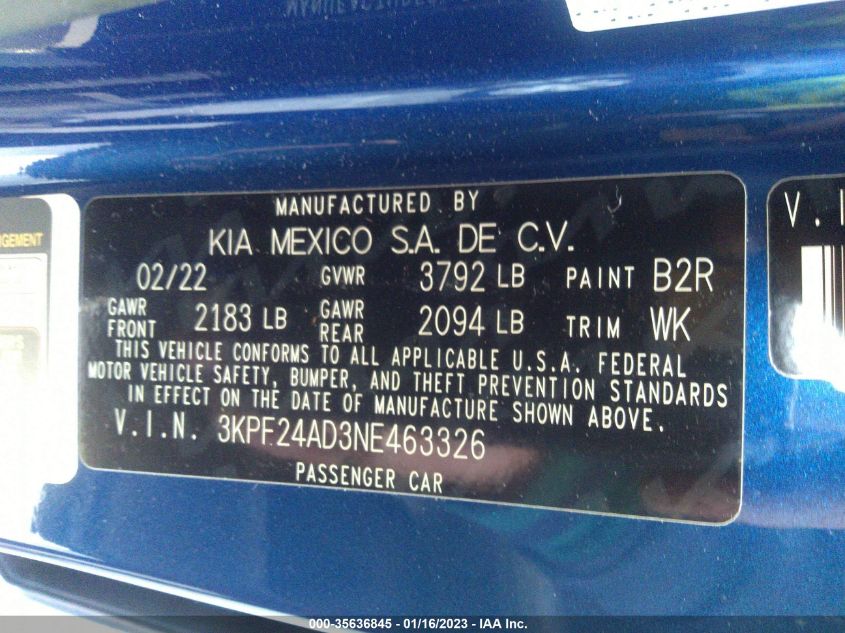 MANUFACTURED BY
KIA MEXICO S.A. DE C.V.
02/22 GVWR 3792 LB PAINT B2R
GAWR FRONT 2183 LB GAWR REAR 2094 LB TRIM WK
THIS VEHICLE CONFORMS TO ALL APPLICABLE U.S.A. FEDERAL
MOTOR VEHICLE SAFETY, BUMPER, AND THEFT PREVENTION STANDARDS
IN EFFECT ON THE DATE OF MANUFACTURE SHOWN ABOVE.
V.I.N. 3KPF24AD3NE463326
PASSENGER CAR
V.I
000-35636845 - 01/16/2023 - IAA Inc.